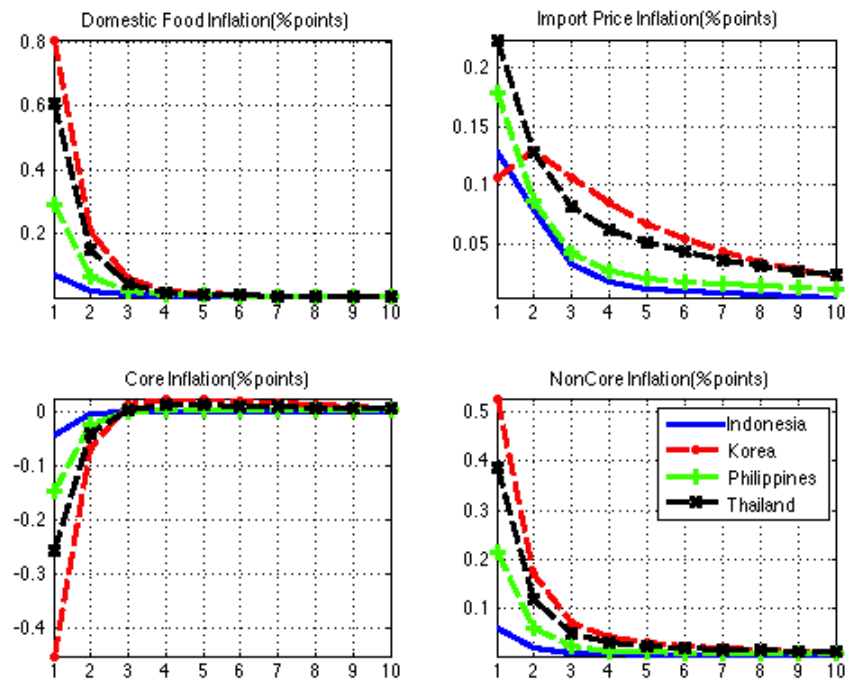 Domestic Food Inflation(%points)
0.8
0.6
0.4
0.2
1 2 3 4 5 6 7 8 9 10
Import Price Inflation(%points)
0.2
0.15
0.1
0.05
1 2 3 4 5 6 7 8 9 10
Core Inflation(%points)
0
-0.1
-0.2
-0.3
-0.4
1 2 3 4 5 6 7 8 9 10
NonCore Inflation(%points)
0.5
0.4
0.3
0.2
0.1
1 2 3 4 5 6 7 8 9 10
Indonesia
Korea
Philippines
Thailand